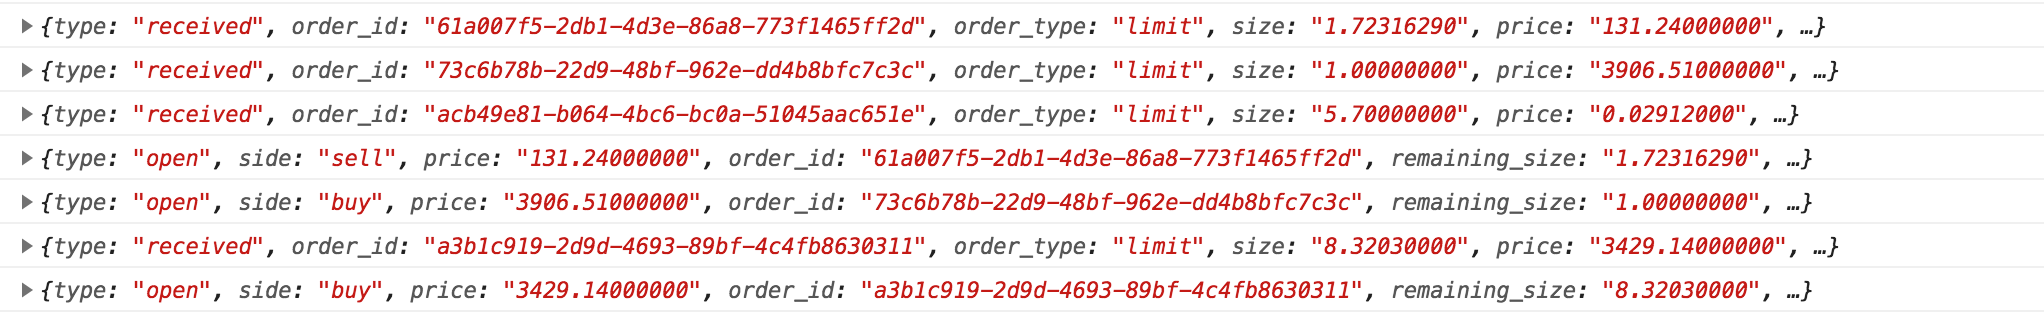 {type: "received", order_id: "61a007f5-2db1-4d3e-86a8-773f1465ff2d", order_type: "limit", size: "1.72316290", price: "131.24000000", …}
{type: "received", order_id: "73c6b78b-22d9-48bf-962e-dd4b8bfc7c3c", order_type: "limit", size: "1.00000000", price: "3906.51000000", …}
{type: "received", order_id: "acb49e81-b064-4bc6-bc0a-51045aac651e", order_type: "limit", size: "5.70000000", price: "0.02912000", …}
{type: "open", side: "sell", price: "131.24000000", order_id: "61a007f5-2db1-4d3e-86a8-773f1465ff2d", remaining_size: "1.72316290", …}
{type: "open", side: "buy", price: "3906.51000000", order_id: "73c6b78b-22d9-48bf-962e-dd4b8bfc7c3c", remaining_size: "1.00000000", …}
{type: "received", order_id: "a3b1c919-2d9d-4693-89bf-4c4fb8630311", order_type: "limit", size: "8.32030000", price: "3429.14000000", …}
{type: "open", side: "buy", price: "3429.14000000", order_id: "a3b1c919-2d9d-4693-89bf-4c4fb8630311", remaining_size: "8.32030000", …}